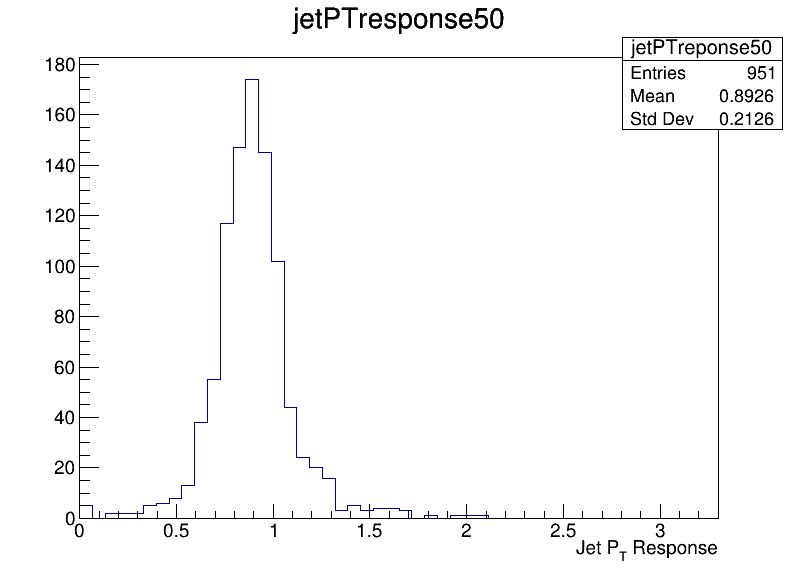 jetPTresponse50
jetPTreponse50
Entries 951
Mean 0.8926
Std Dev 0.2126
180
160
140
120
100
80
60
40
20
0
0 0.5 1 1.5 2 2.5 3
Jet PT Response